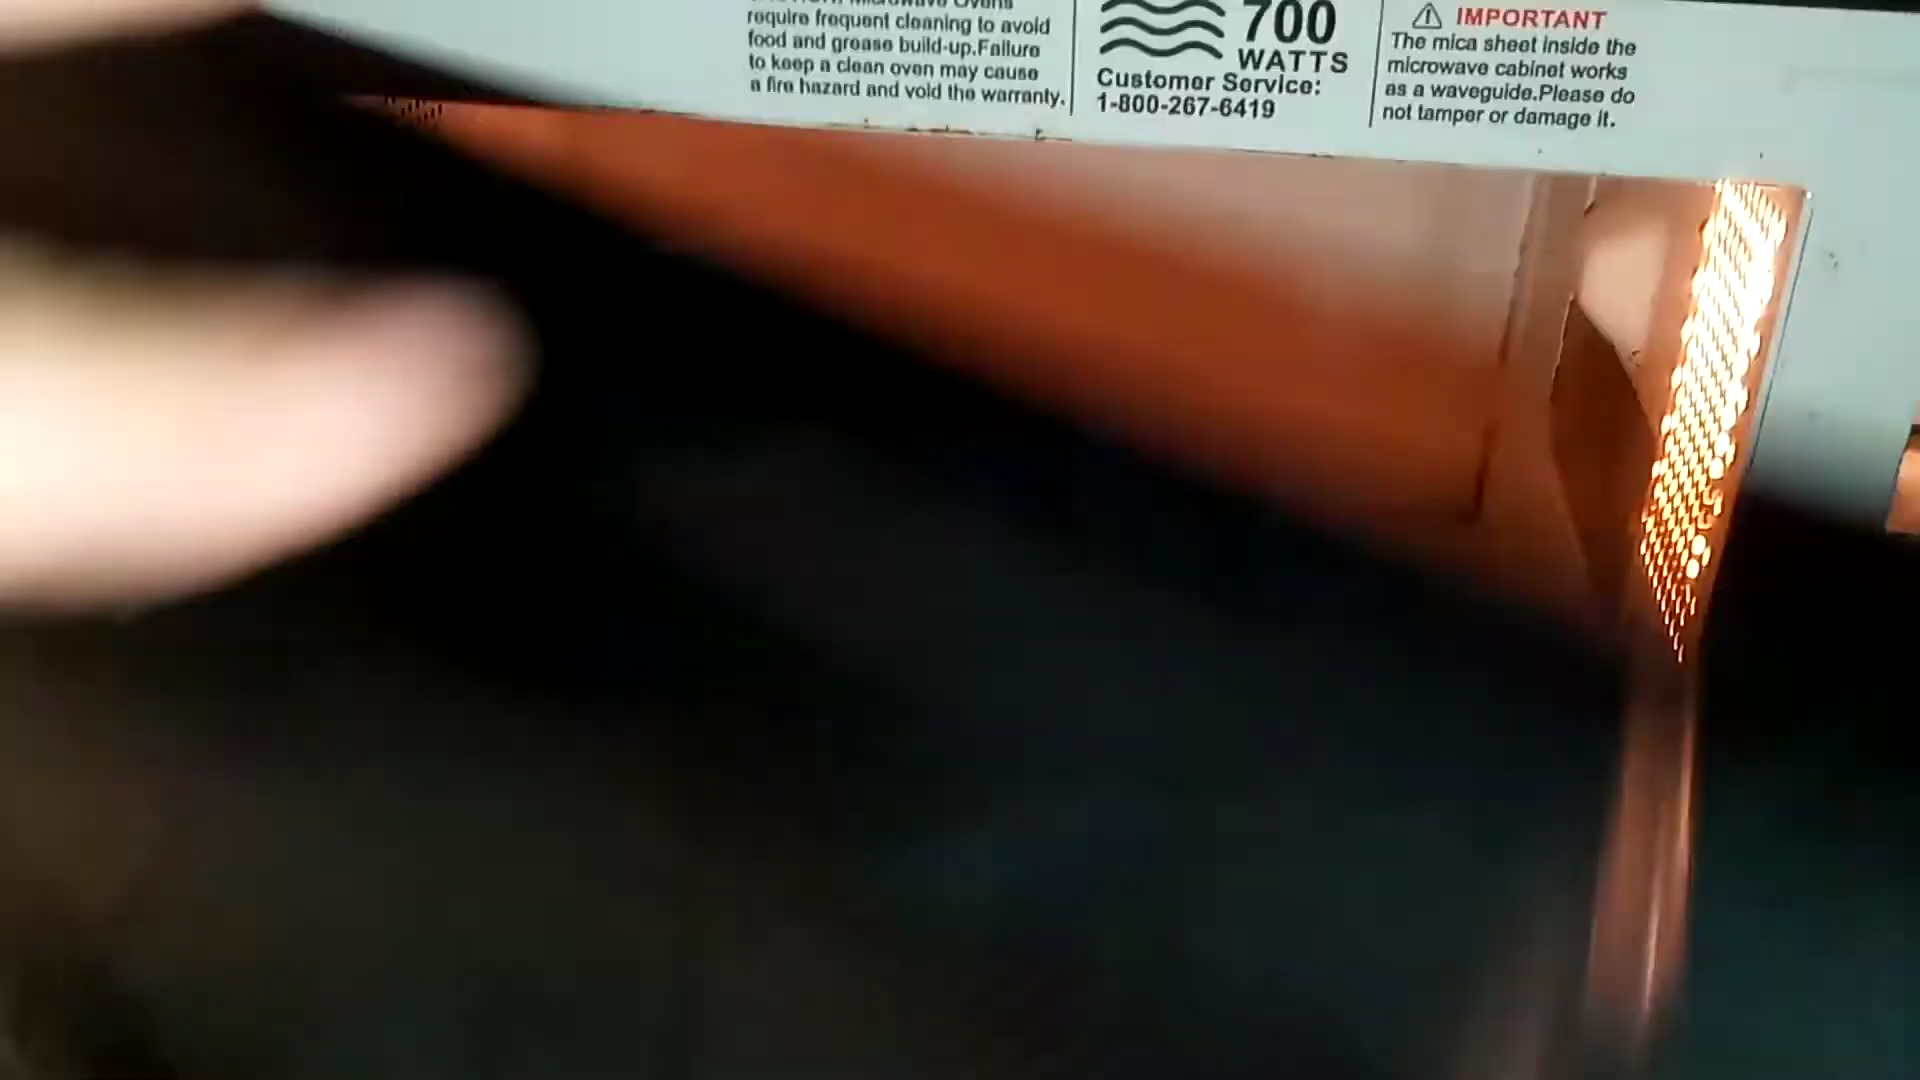 Microwave Ovens
require frequent cleaning to avoid
food and grease build-up.Failure
to keep a clean oven may cause
a fire hazard and void the warranty.
700
WATTS
Customer Service:
1-800-267-6419
IMPORTANT
The mica sheet inside the
microwave cabinet works
as a waveguide.Please do
not tamper or damage it.